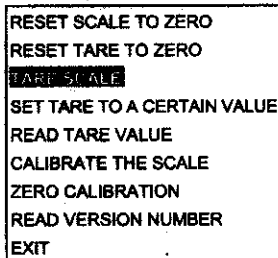 RESET SCALE TO ZERO
RESET TARE TO ZERO
TARE SCALE
SET TARE TO A CERTAIN VALUE
READ TARE VALUE
CALIBRATE THE SCALE
ZERO CALIBRATION
READ VERSION NUMBER
EXIT